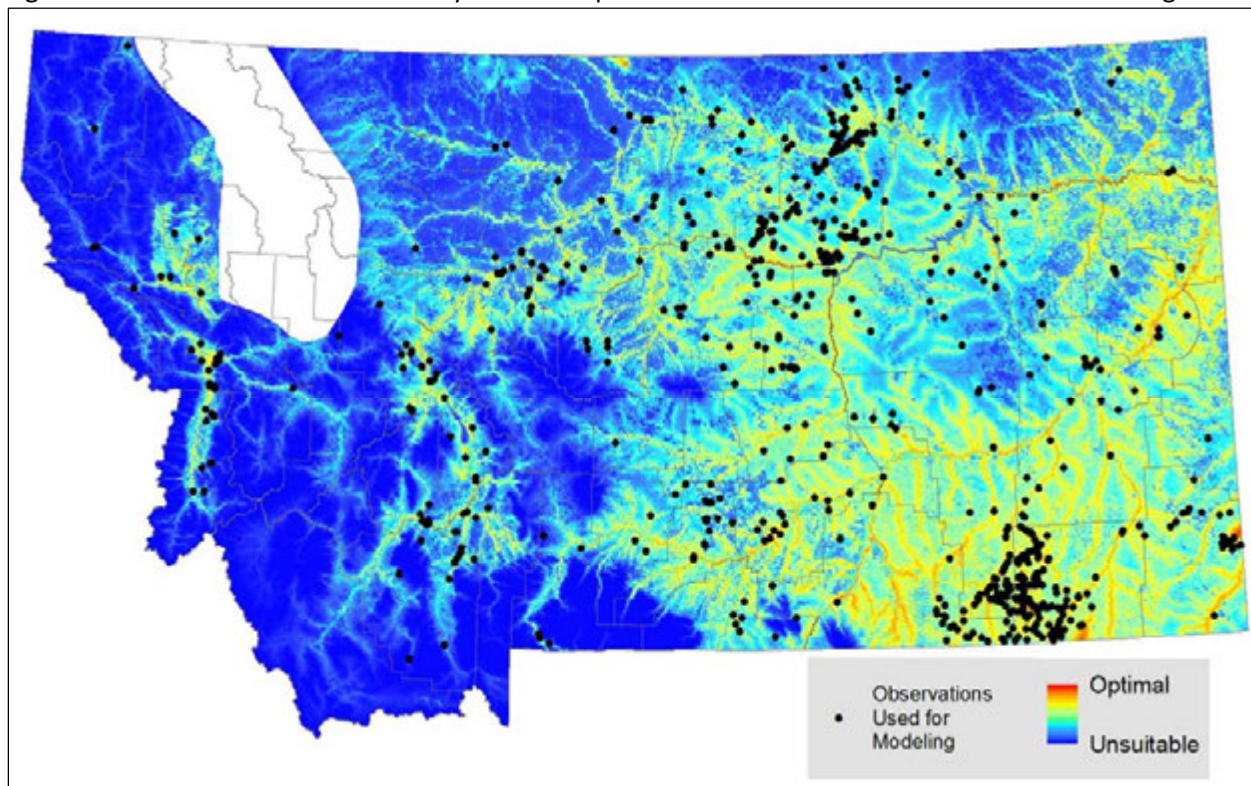 Observations
Used for
Modeling
Optimal
Unsuitable